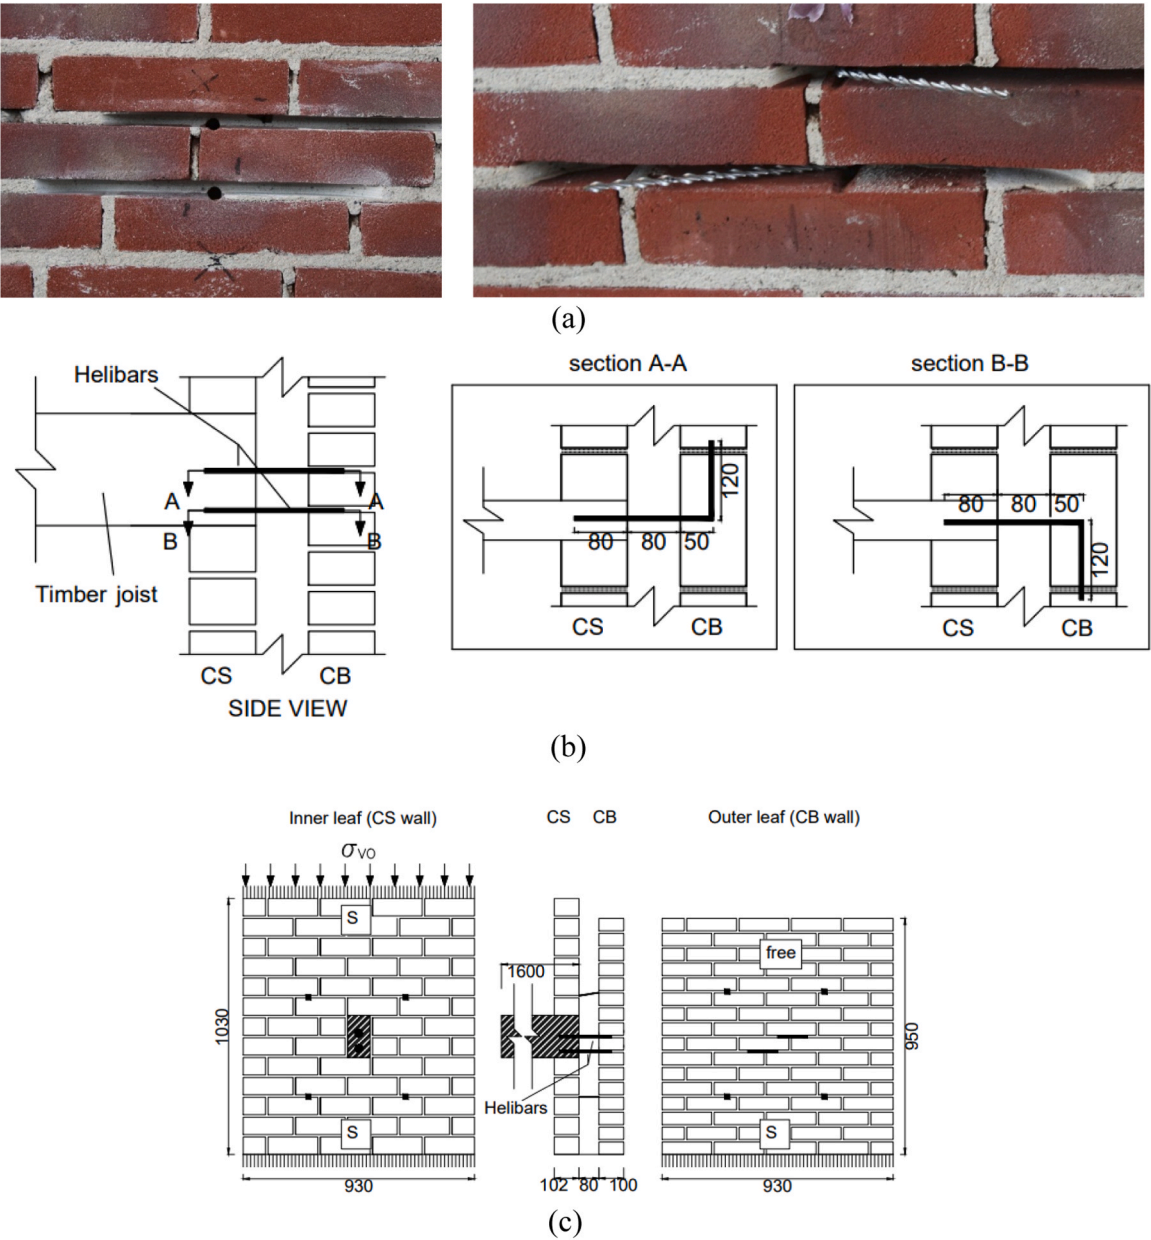 (a)
Helibars
A
A
B
B
Timber joist
CS
CB
SIDE VIEW
section A-A
120
80
80
50
CS
CB
section B-B
80
80
50
120
CS
CB
(b)
Inner leaf (CS wall)
CS
CB
Outer leaf (CB wall)
σVO
S
free
1600
1030
950
Helibars
S
S
930
102
80
100
930
(c)